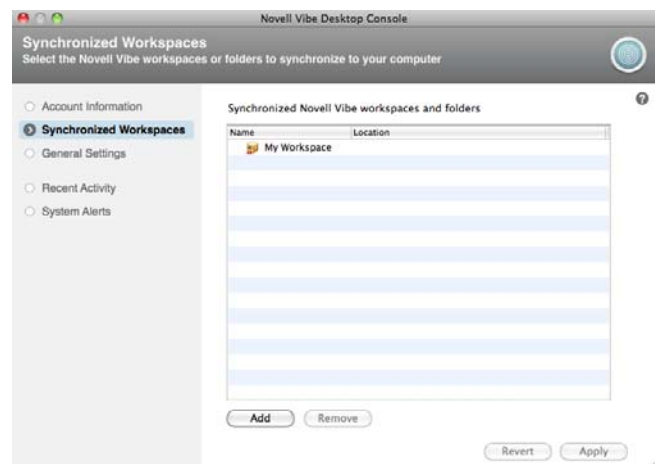 Novell Vibe Desktop Console
Synchronized Workspaces
Select the Novell Vibe workspaces or folders to synchronize to your computer
Account Information
Synchronized Workspaces
General Settings
Recent Activity
System Alerts
Synchronized Novell Vibe workspaces and folders
?
Name Location
My Workspace
Add Remove
Revert Apply